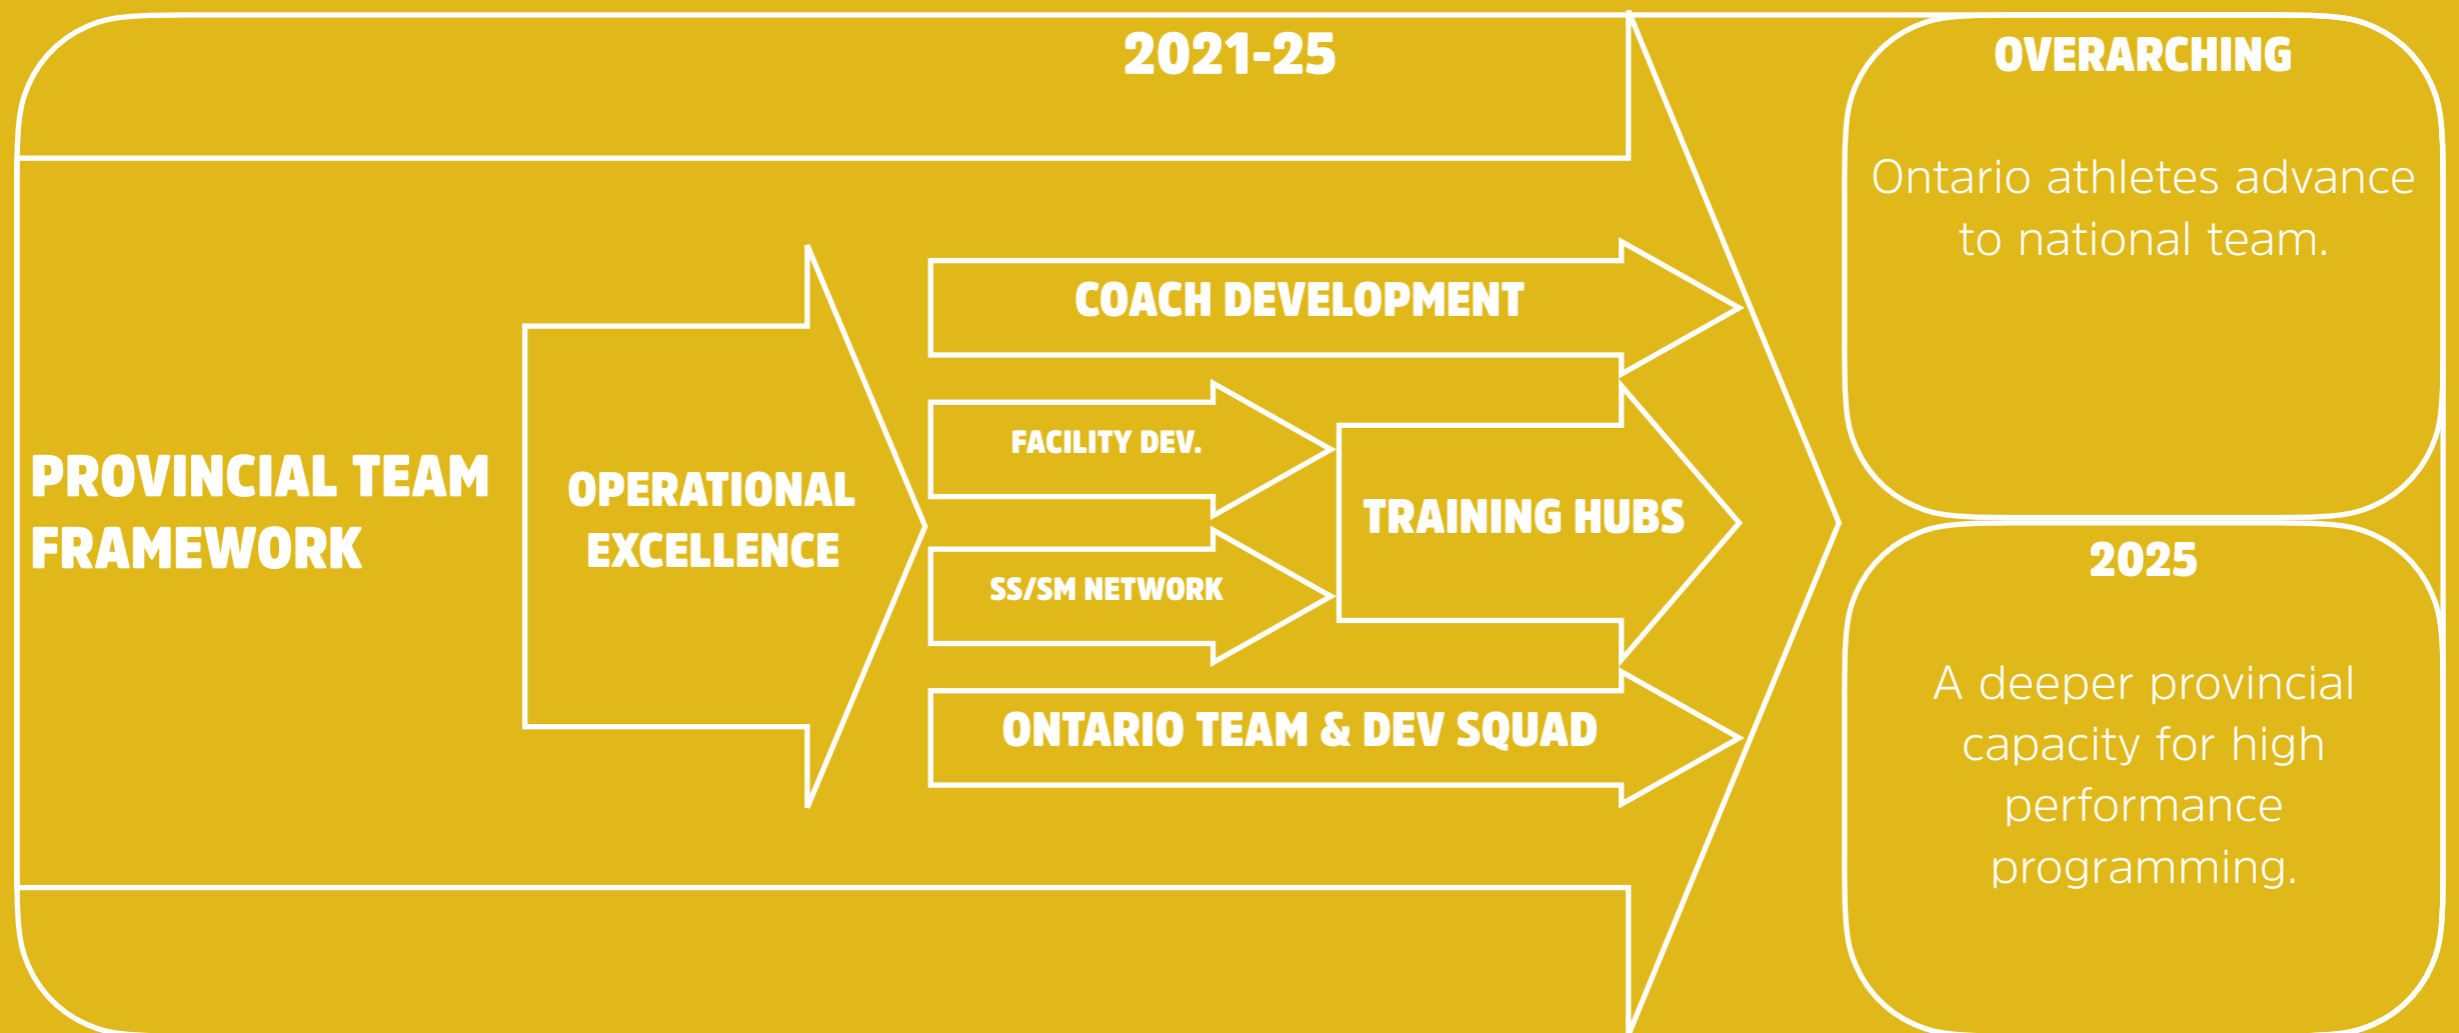 2021-25
PROVINCIAL TEAM
FRAMEWORK
OPERATIONAL
EXCELLENCE
COACH DEVELOPMENT
FACILITY DEV.
SS/SM NETWORK
TRAINING HUBS
ONTARIO TEAM & DEV SQUAD
OVERARCHING
Ontario athletes advance
to national team.
2025
A deeper provincial
capacity for high
performance
programming.